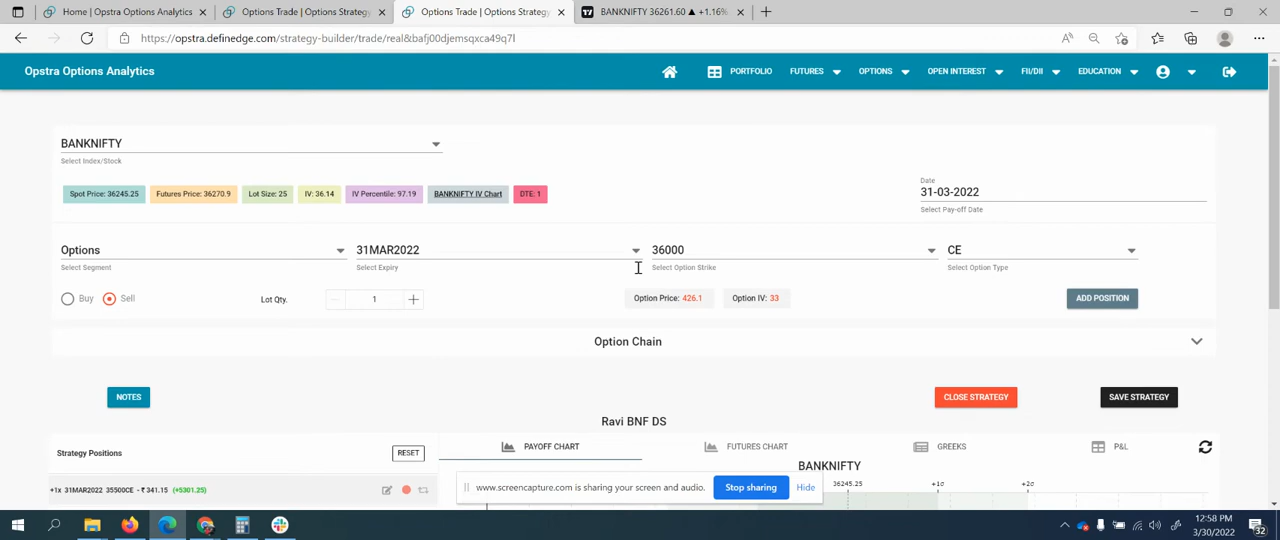 Home | Opstra Options Analytics
Options Trade | Options Strateg
Options Trade | Options Strateg
BANKNIFTY 36261.60 ▲ +1.16%
https://opstra.definedge.com/strategy-builder/trade/real&bafj00djemsqxca49q7l
Opstra Options Analytics
PORTFOLIO
FUTURES
OPTIONS
OPEN INTEREST
FII/DII
EDUCATION
BANKNIFTY
Select Index/Stock
Spot Price: 36245.25
Futures Price: 36270.9
Lot Size: 25
IV: 36.14
IV Percentile: 97.19
BANKNIFTY IV Chart
DTE: 1
Date
31-03-2022
Select Pay-off Date
Options
Select Segment
31MAR2022
Select Expiry
36000
Select Option Strike
CE
Select Option Type
Buy
Sell
Lot Qty.
1
Option Price: 426.1
Option IV: 33
ADD POSITION
Option Chain
NOTES
CLOSE STRATEGY
SAVE STRATEGY
Ravi BNF DS
Strategy Positions
RESET
PAYOFF CHART
FUTURES CHART
GREEKS
P&L
BANKNIFTY
36245.25
+1σ
+2σ
+1x 31MAR2022 35500CE - ₹ 341.15 (+5301.25)
www.screencapture.com is sharing your screen and audio.
Stop sharing
Hide
12:58 PM
3/30/2022
32